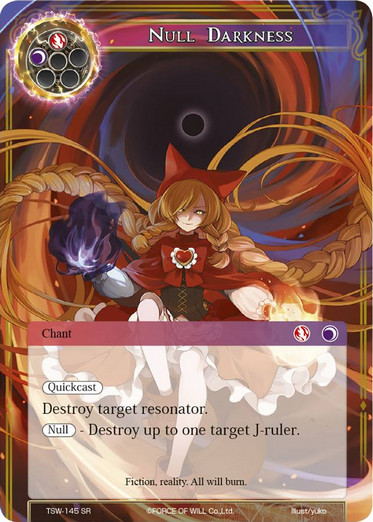 NULL DARKNESS
Chant
Quickcast
Destroy target resonator.
Null - Destroy up to one target J-ruler.
Fiction, reality. All will burn.
TSW-145 SR ©FORCE OF WILL Co.,Ltd. Illust/yuko